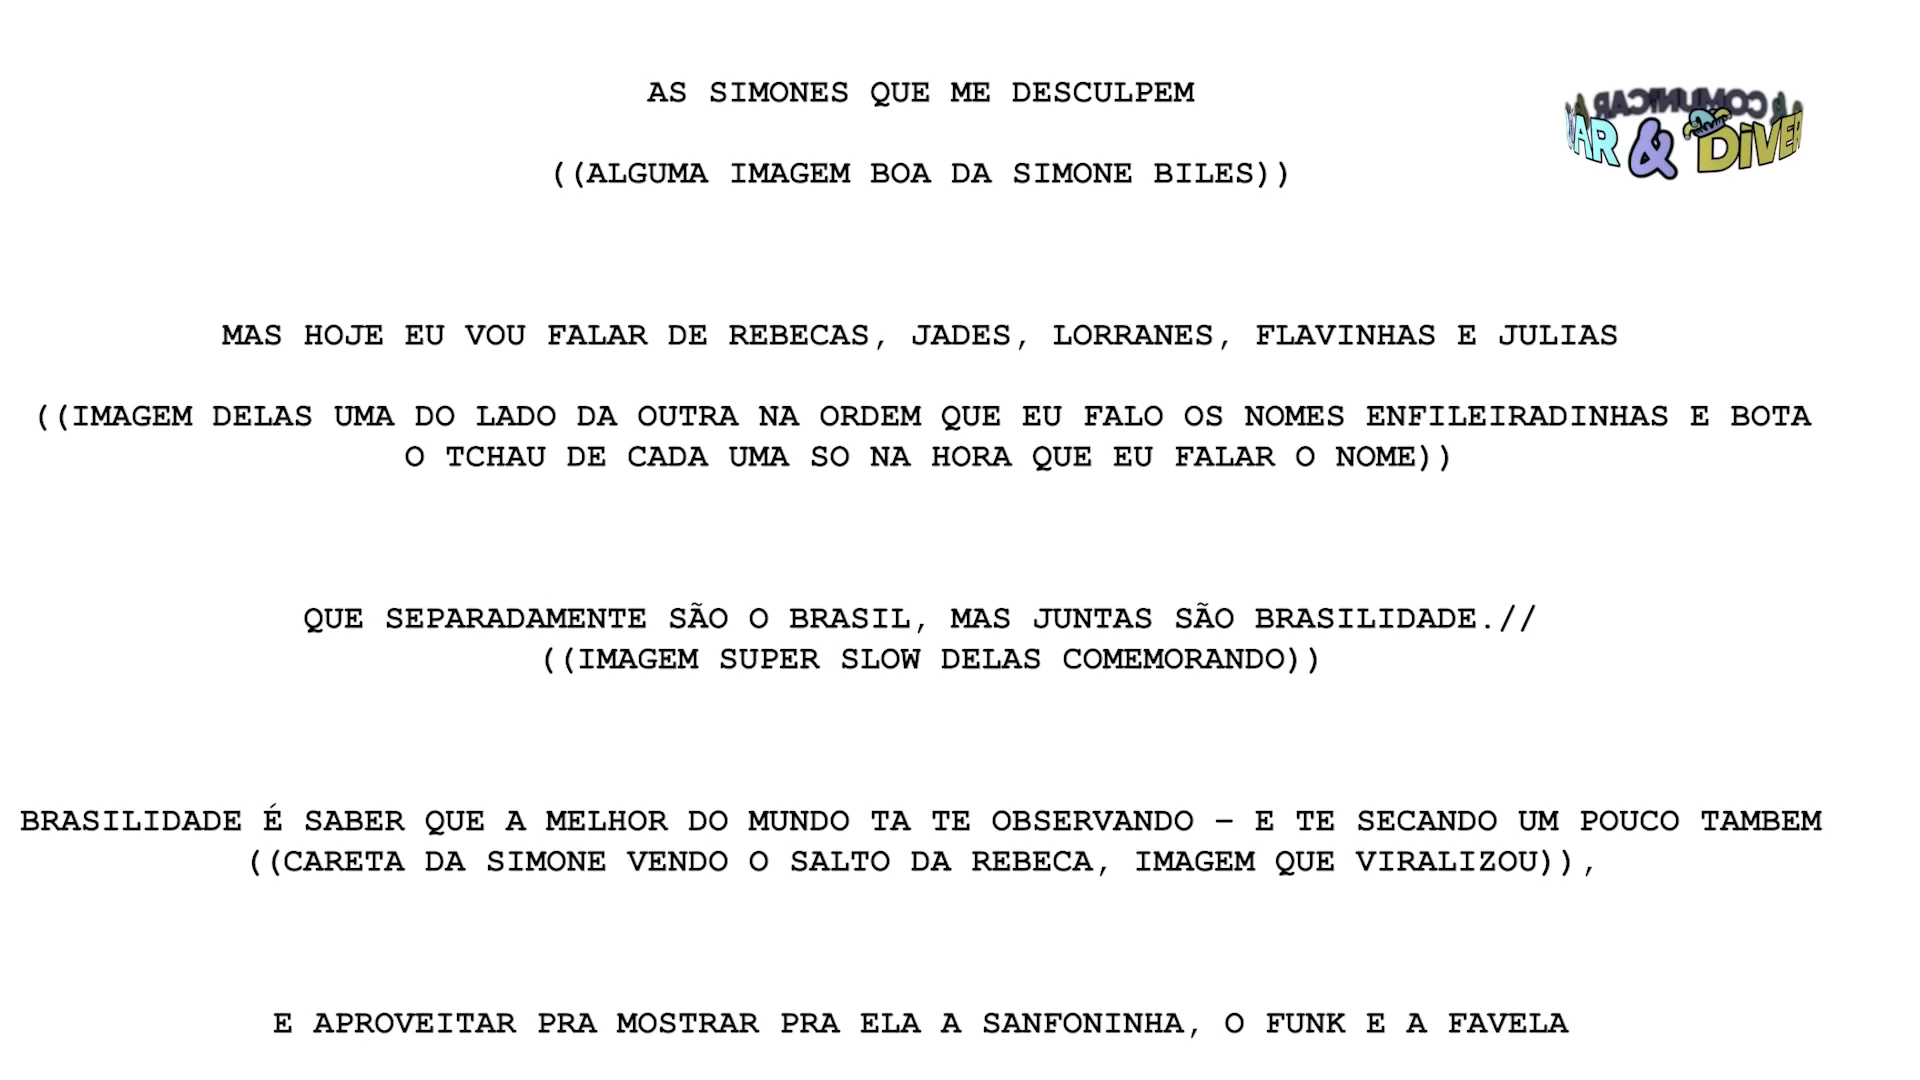 AS SIMONES QUE ME DESCULPEM
COMUNICAR
AR & DIVER
((ALGUMA IMAGEM BOA DA SIMONE BILES))
MAS HOJE EU VOU FALAR DE REBECAS, JADES, LORRANES, FLAVINHAS E JULIAS
((IMAGEM DELAS UMA DO LADO DA OUTRA NA ORDEM QUE EU FALO OS NOMES ENFILEIRADINHAS E BOTA
O TCHAU DE CADA UMA SO NA HORA QUE EU FALAR O NOME))
QUE SEPARADAMENTE SÃO O BRASIL, MAS JUNTAS SÃO BRASILIDADE.//
((IMAGEM SUPER SLOW DELAS COMEMORANDO))
BRASILIDADE É SABER QUE A MELHOR DO MUNDO TA TE OBSERVANDO – E TE SECANDO UM POUCO TAMBEM
((CARETA DA SIMONE VENDO O SALTO DA REBECA, IMAGEM QUE VIRALIZOU)),
E APROVEITAR PRA MOSTRAR PRA ELA A SANFONINHA, O FUNK E A FAVELA